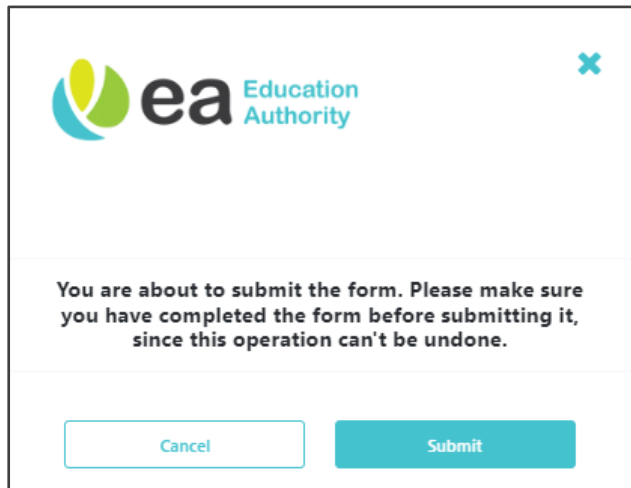 ea Education
Authority
You are about to submit the form. Please make sure
you have completed the form before submitting it,
since this operation can't be undone.
Cancel
Submit